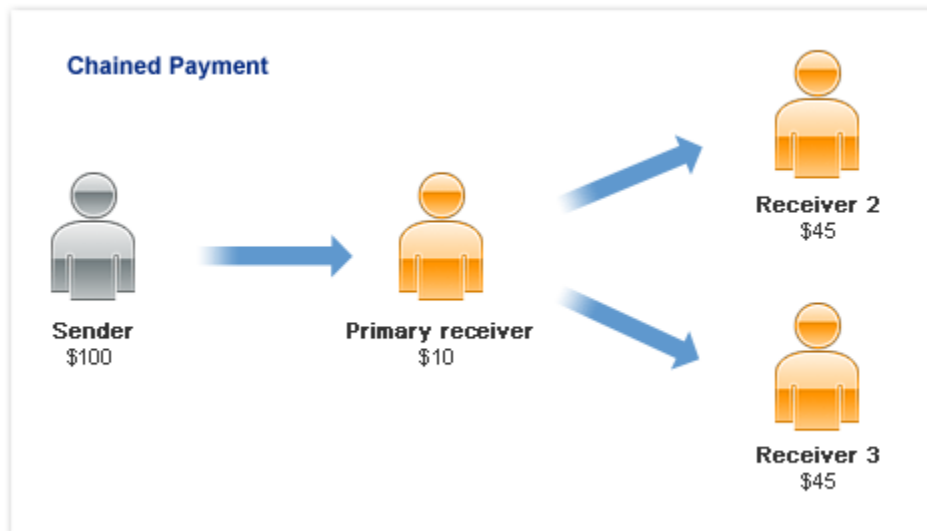 Chained Payment
Sender
$100
Primary receiver
$10
Receiver 2
$45
Receiver 3
$45